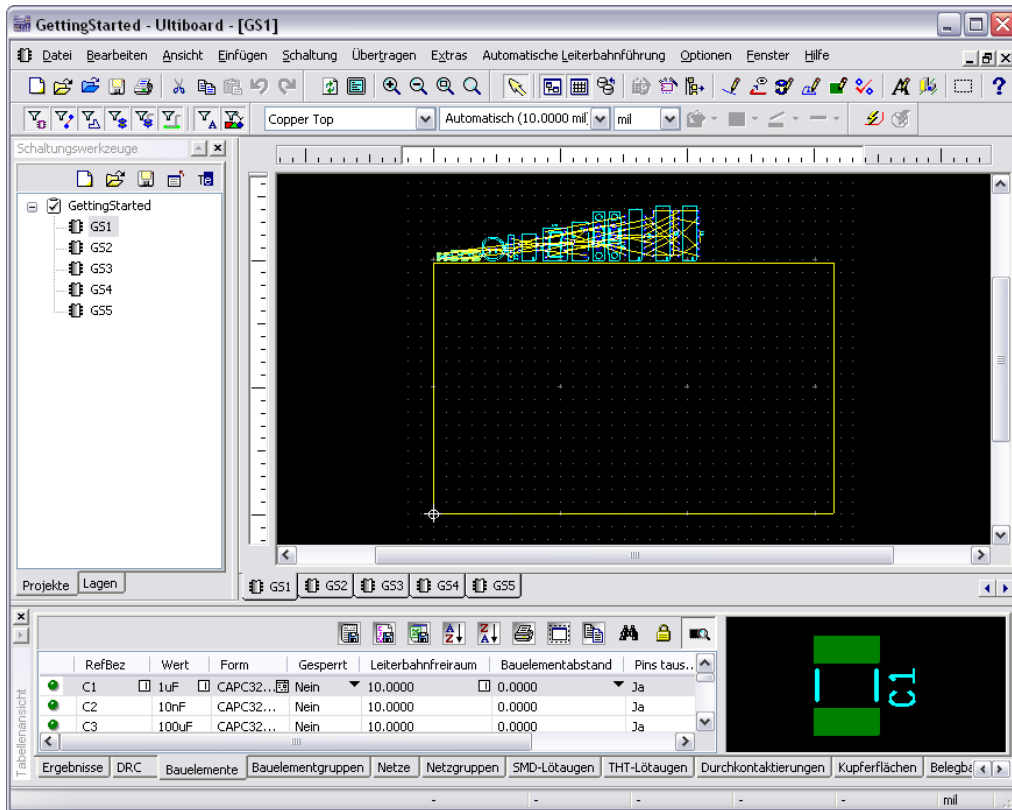 GettingStarted - Ultiboard - [GS1]
Datei Bearbeiten Ansicht Einfügen Schaltung Übertragen Extras Automatische Leiterbahnführung Optionen Fenster Hilfe
Copper Top Automatisch (10.0000 mil) mil
Schaltungswerkzeuge
GettingStarted
GS1
GS2
GS3
GS4
GS5
Projekte Lagen
GS1 GS2 GS3 GS4 GS5
RefBez Wert Form Gesperrt Leiterbahnfreiraum Bauelementabstand Pins taus..
C1 1uF CAPC32... Nein 10.0000 0.0000 Ja
C2 10nF CAPC32... Nein 10.0000 0.0000 Ja
C3 100uF CAPC32... Nein 10.0000 0.0000 Ja
C1
Tabellenansicht
Ergebnisse DRC Bauelemente Bauelementgruppen Netze Netzgruppen SMD-Lötaugen THT-Lötaugen Durchkontaktierungen Kupferflächen Belegba
- - - - - mil